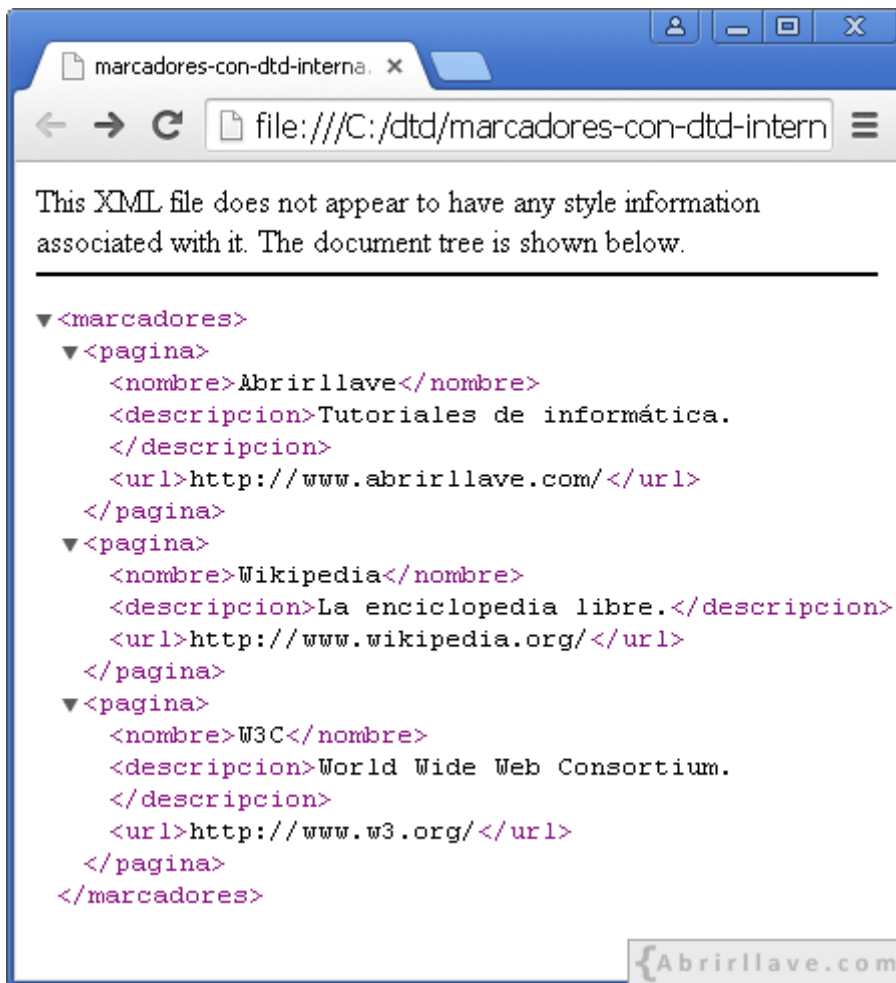 marcadores-con-dtd-interna.
file:///C:/dtd/marcadores-con-dtd-intern
This XML file does not appear to have any style information
associated with it. The document tree is shown below.
▼<marcadores>
▼<pagina>
<nombre>Abrirllave</nombre>
<descripcion>Tutoriales de informática.
</descripcion>
<url>http://www.abrirllave.com/</url>
</pagina>
▼<pagina>
<nombre>Wikipedia</nombre>
<descripcion>La enciclopedia libre.</descripcion>
<url>http://www.wikipedia.org/</url>
</pagina>
▼<pagina>
<nombre>W3C</nombre>
<descripcion>World Wide Web Consortium.
</descripcion>
<url>http://www.w3.org/</url>
</pagina>
</marcadores>
{Abrirllave.com